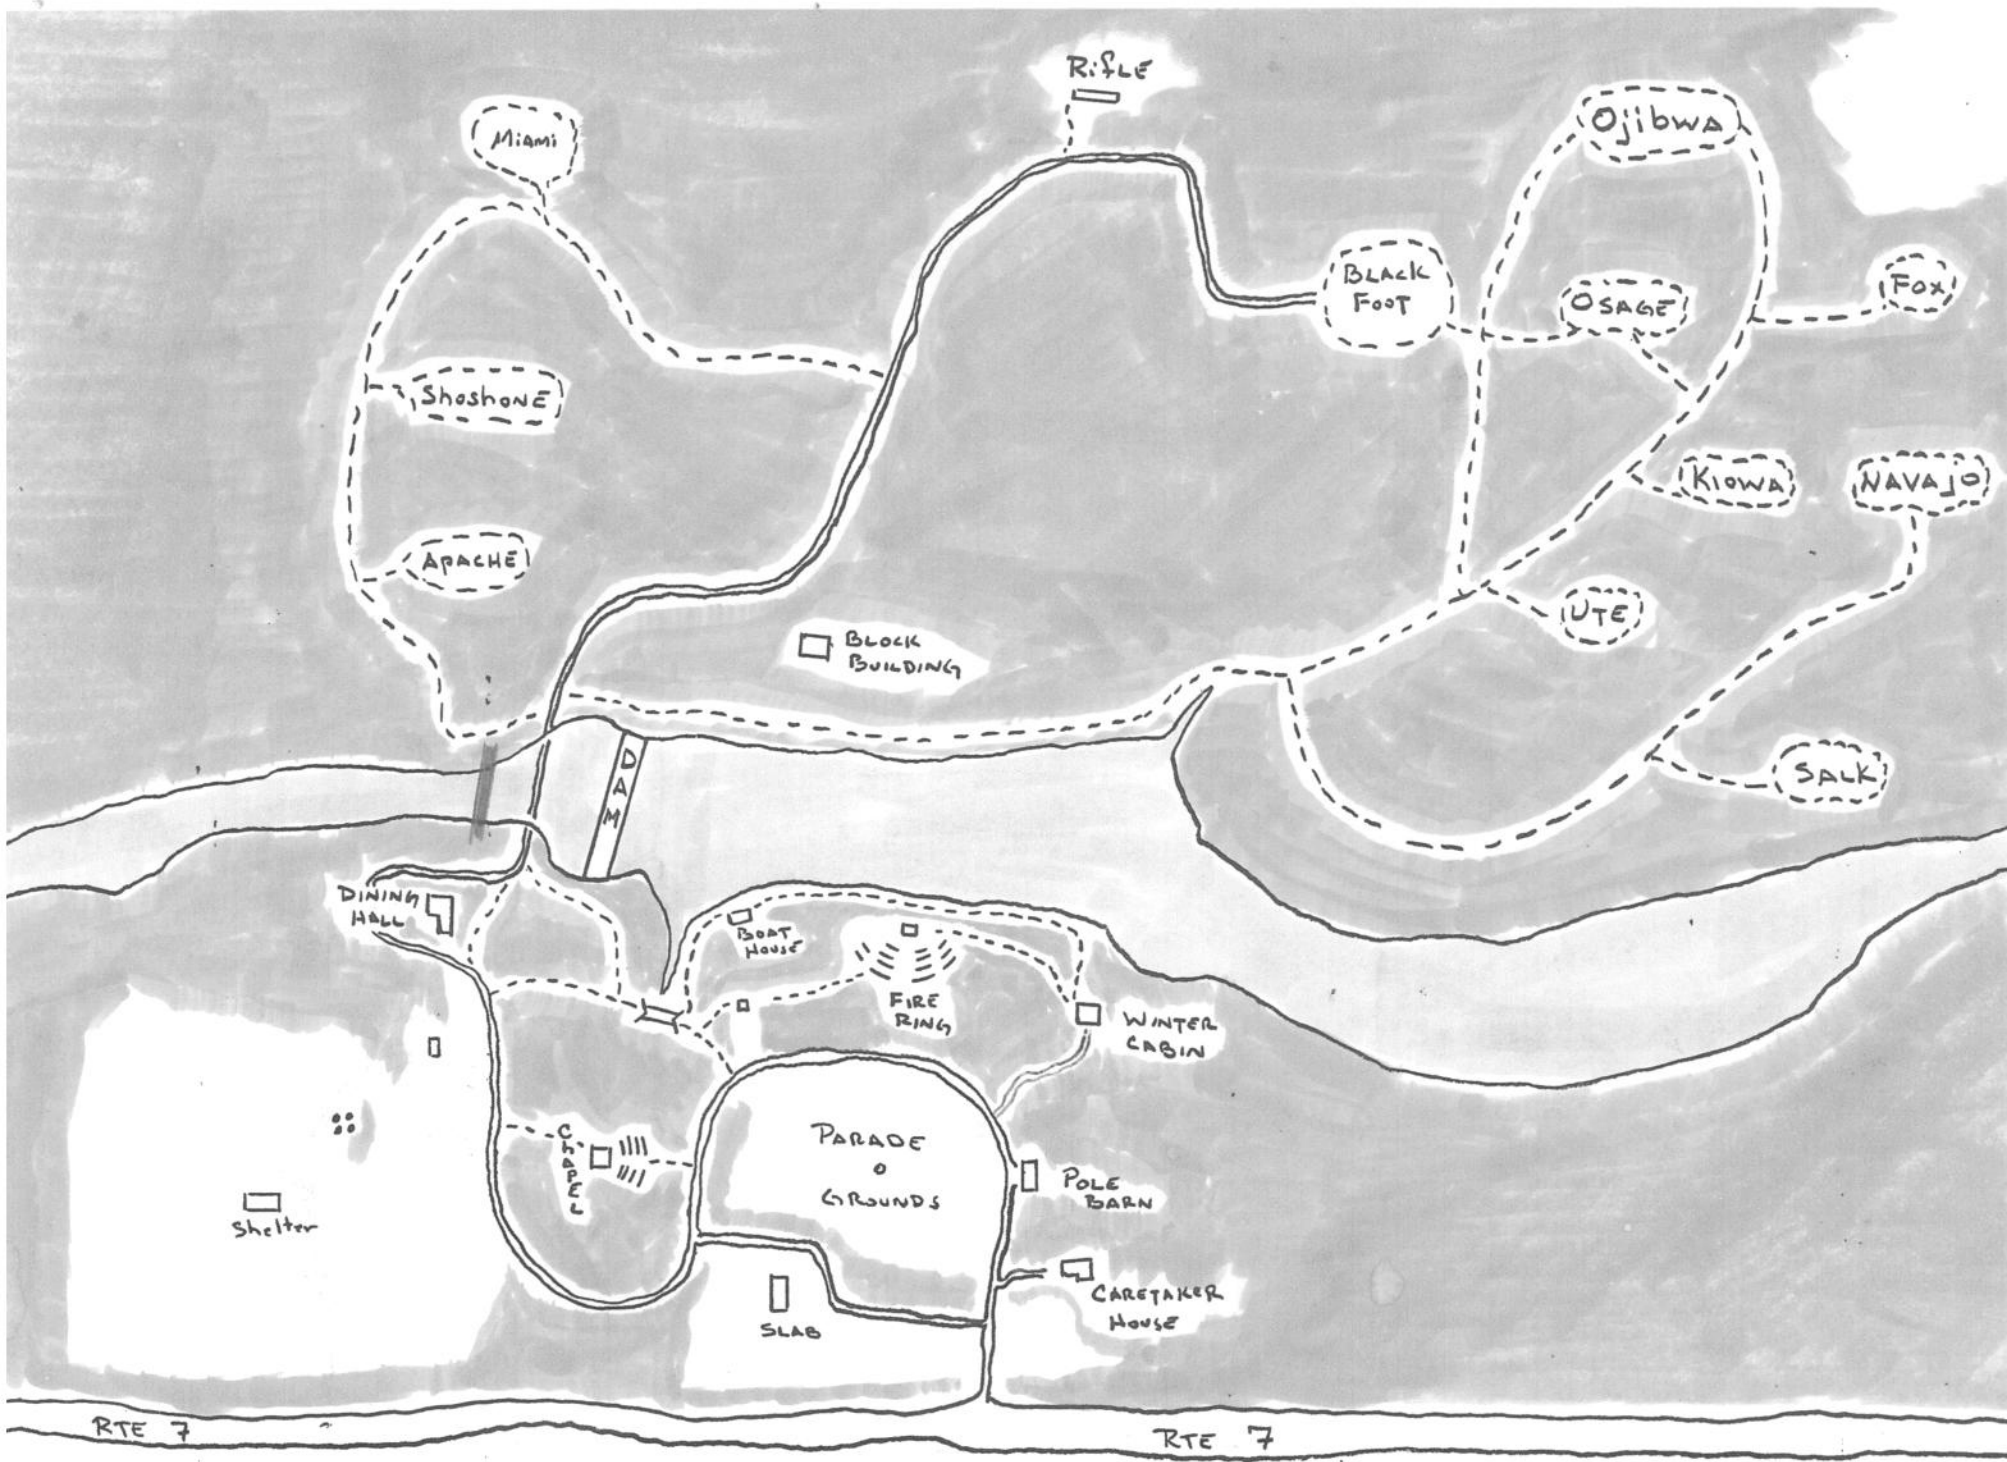 Rifle
Miami
Ojibwa
BLACK
FOOT
OSAGE
FOX
Shoshone
KIOWA
NAVAJO
APACHE
UTE
BLOCK
BUILDING
DAM
SALK
DINING
HALL
BOAT
HOUSE
FIRE
RING
WINTER
CABIN
ChAPEL
PARADE
GROUNDS
POLE
BARN
Shelter
CARETAKER
HOUSE
SLAB
RTE 7
RTE 7